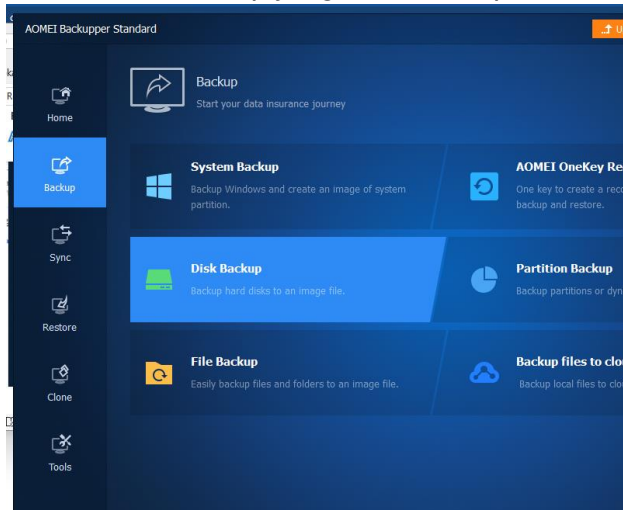 AOMEI Backupper Standard
Home
Backup
Sync
Restore
Clone
Tools
Backup
Start your data insurance journey
System Backup
Backup Windows and create an image of system
partition.
AOMEI OneKey Re
One key to create a reco
backup and restore.
Disk Backup
Backup hard disks to an image file.
Partition Backup
Backup partitions or dyn
File Backup
Easily backup files and folders to an image file.
Backup files to clo
Backup local files to clo